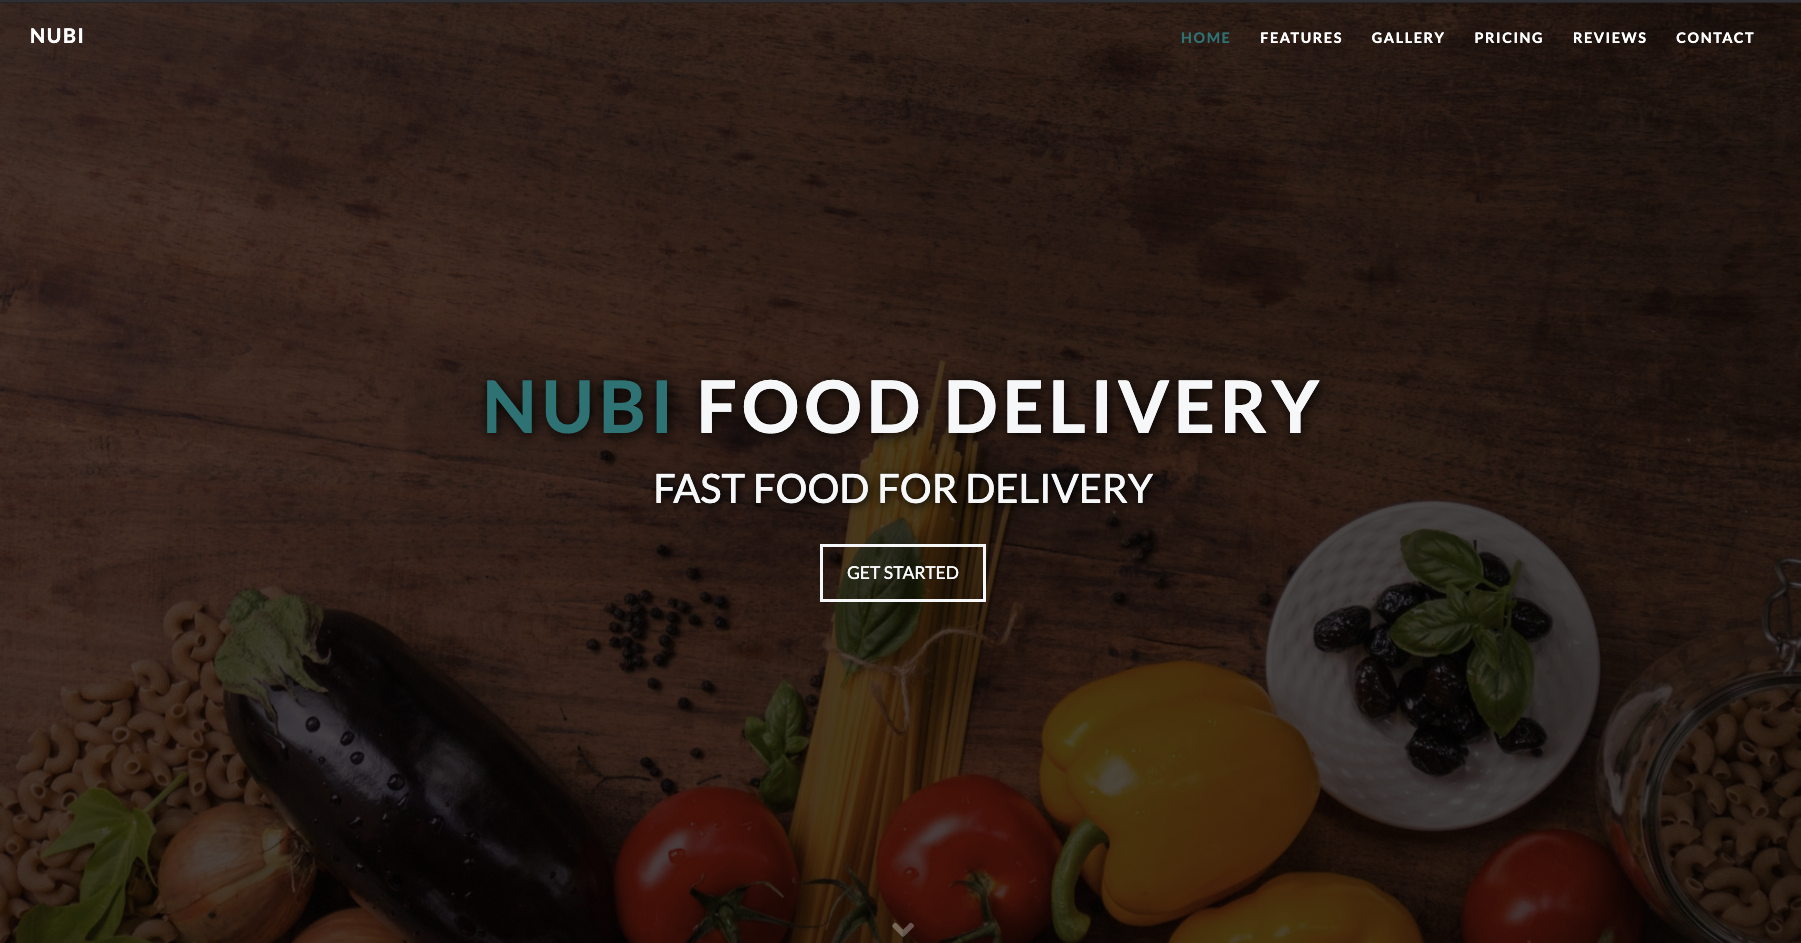 NUBI
HOME FEATURES GALLERY PRICING REVIEWS CONTACT
NUBI FOOD DELIVERY
FAST FOOD FOR DELIVERY
GET STARTED